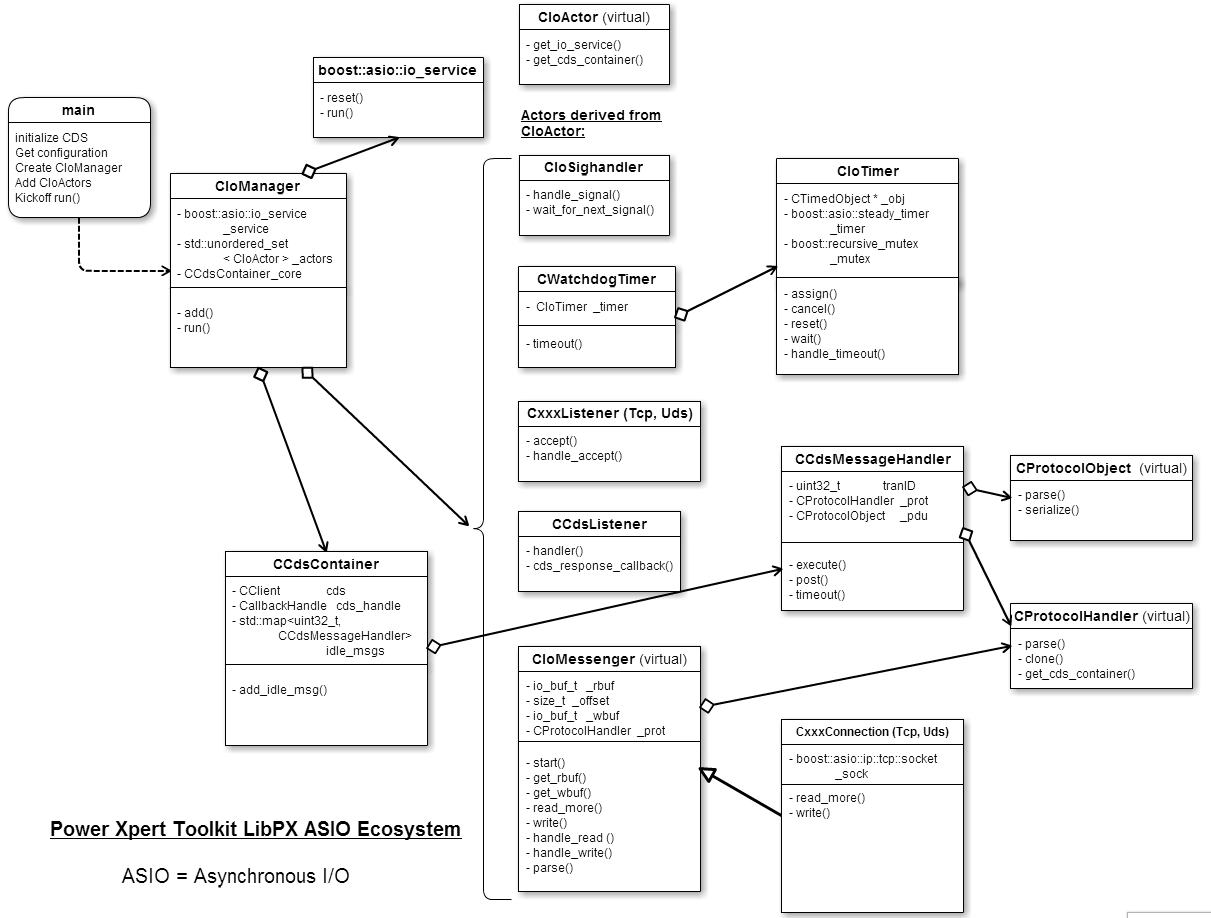 CIoActor (virtual)
- get_io_service()
- get_cds_container()
boost::asio::io_service
- reset()
- run()
main
initialize CDS
Get configuration
Create CIoManager
Add CIoActors
Kickoff run()
Actors derived from
CIoActor:
CIoManager
- boost::asio::io_service
_service
- std::unordered_set
< CIoActor > _actors
- CCdsContainer_core
- add()
- run()
CIoSighandler
- handle_signal()
- wait_for_next_signal()
CIoTimer
- CTimedObject * _obj
- boost::asio::steady_timer
_timer
- boost::recursive_mutex
_mutex
- assign()
- cancel()
- reset()
- wait()
- handle_timeout()
CWatchdogTimer
- CIoTimer _timer
- timeout()
CxxxListener (Tcp, Uds)
- accept()
- handle_accept()
CCdsMessageHandler
- uint32_t tranID
- CProtocolHandler _prot
- CProtocolObject _pdu
- execute()
- post()
- timeout()
CProtocolObject (virtual)
- parse()
- serialize()
CCdsListener
- handler()
- cds_response_callback()
CCdsContainer
- CClient cds
- CallbackHandle cds_handle
- std::map<uint32_t,
CCdsMessageHandler>
idle_msgs
- add_idle_msg()
CProtocolHandler (virtual)
- parse()
- clone()
- get_cds_container()
CIoMessenger (virtual)
- io_buf_t _rbuf
- size_t _offset
- io_buf_t _wbuf
- CProtocolHandler _prot
- start()
- get_rbuf()
- get_wbuf()
- read_more()
- write()
- handle_read ()
- handle_write()
- parse()
CxxxConnection (Tcp, Uds)
- boost::asio::ip::tcp::socket
_sock
- read_more()
- write()
Power Xpert Toolkit LibPX ASIO Ecosystem
ASIO = Asynchronous I/O